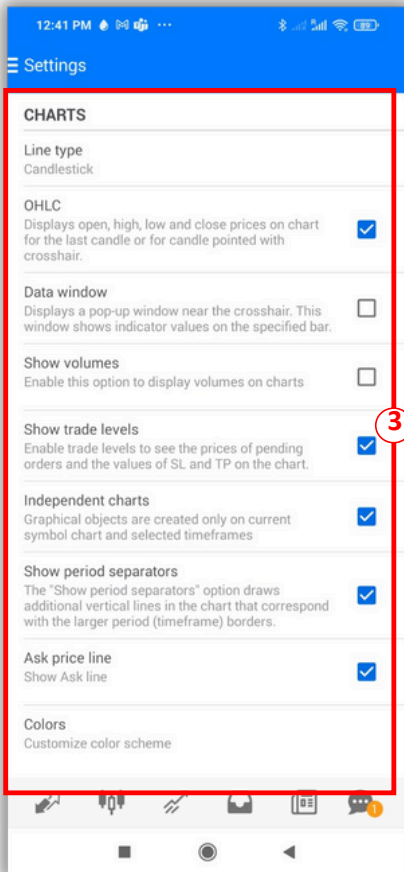 12:41 PM
89
Settings
CHARTS
Line type
Candlestick
OHLC
Displays open, high, low and close prices on chart
for the last candle or for candle pointed with
crosshair.
Data window
Displays a pop-up window near the crosshair. This
window shows indicator values on the specified bar.
Show volumes
Enable this option to display volumes on charts
3
Show trade levels
Enable trade levels to see the prices of pending
orders and the values of SL and TP on the chart.
Independent charts
Graphical objects are created only on current
symbol chart and selected timeframes
Show period separators
The "Show period separators" option draws
additional vertical lines in the chart that correspond
with the larger period (timeframe) borders.
Ask price line
Show Ask line
Colors
Customize color scheme
1